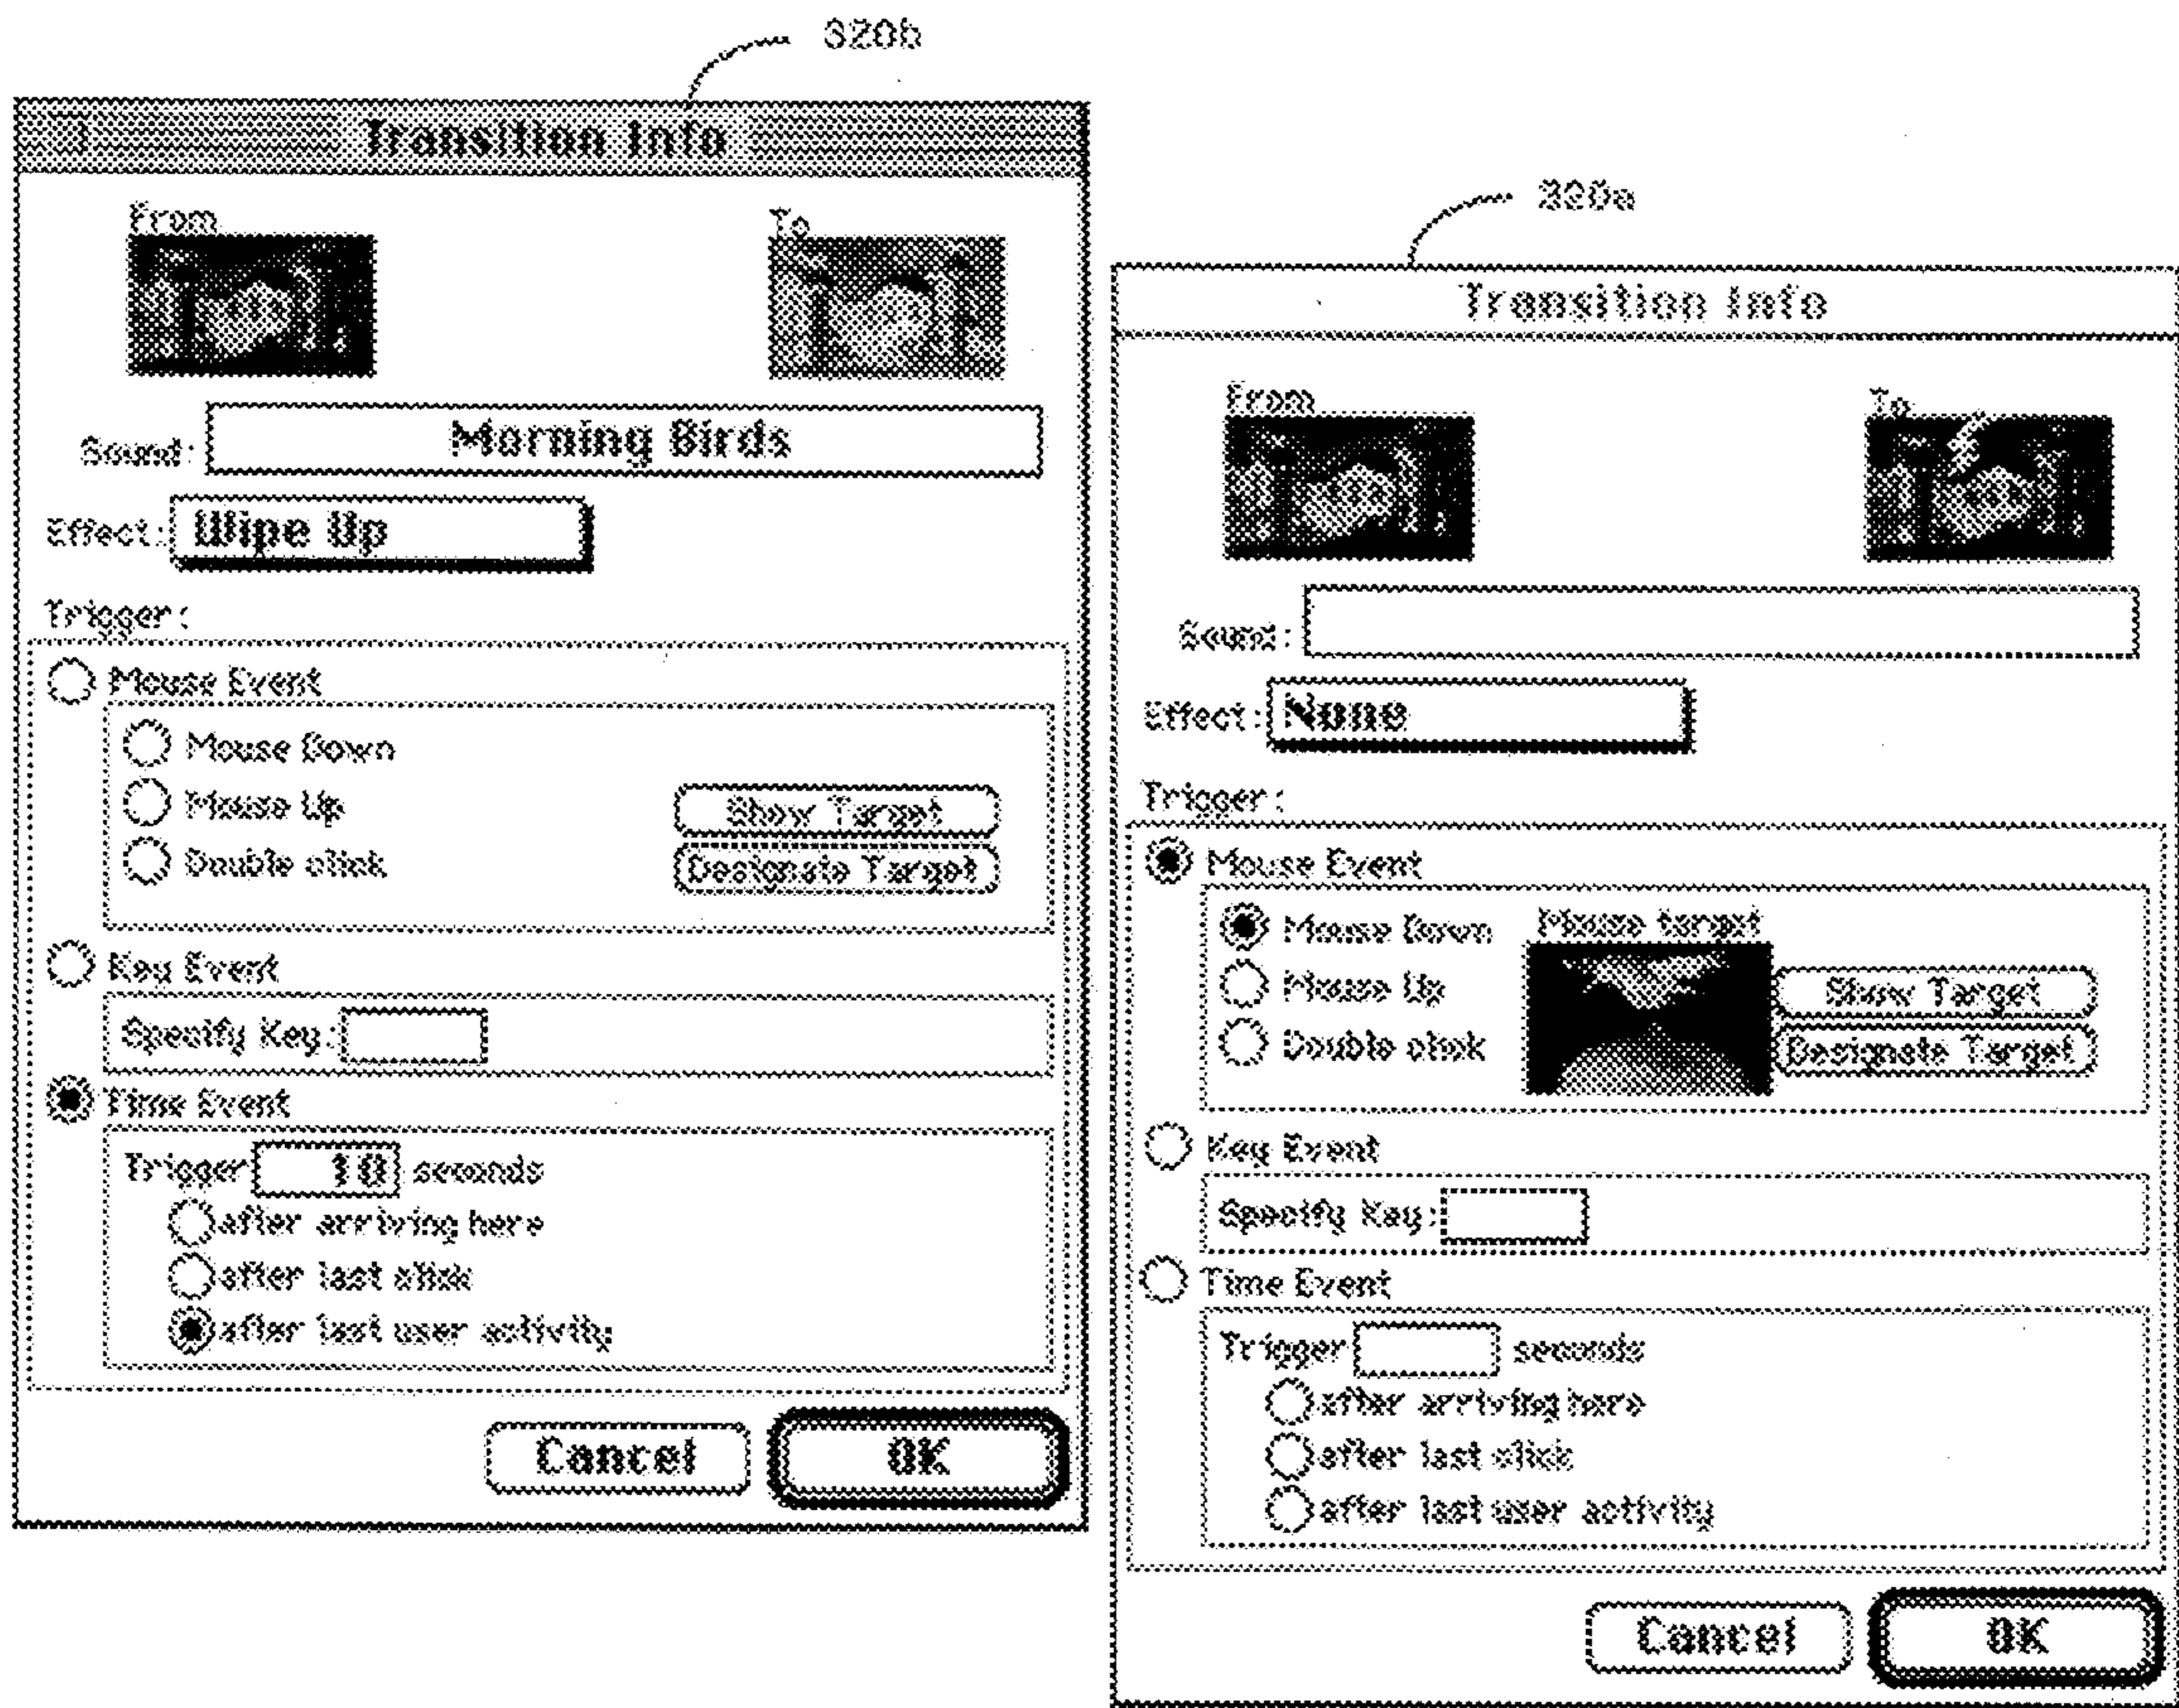 320b
Transition Info
From
To
Sound: Morning Birds
Effect: Wipe Up
Trigger:
Mouse Event
Mouse Down
Mouse Up
Show Target
Double click
Designate Target
Key Event
Specify Key:
Time Event
Trigger 10 seconds
after arriving here
after last click
after last user activity
Cancel
OK
320a
Transition Info
From
To
Sound:
Effect: None
Trigger:
Mouse Event
Mouse Down
Mouse target
Mouse Up
Show Target
Double click
Designate Target
Key Event
Specify Key:
Time Event
Trigger seconds
after arriving here
after last click
after last user activity
Cancel
OK